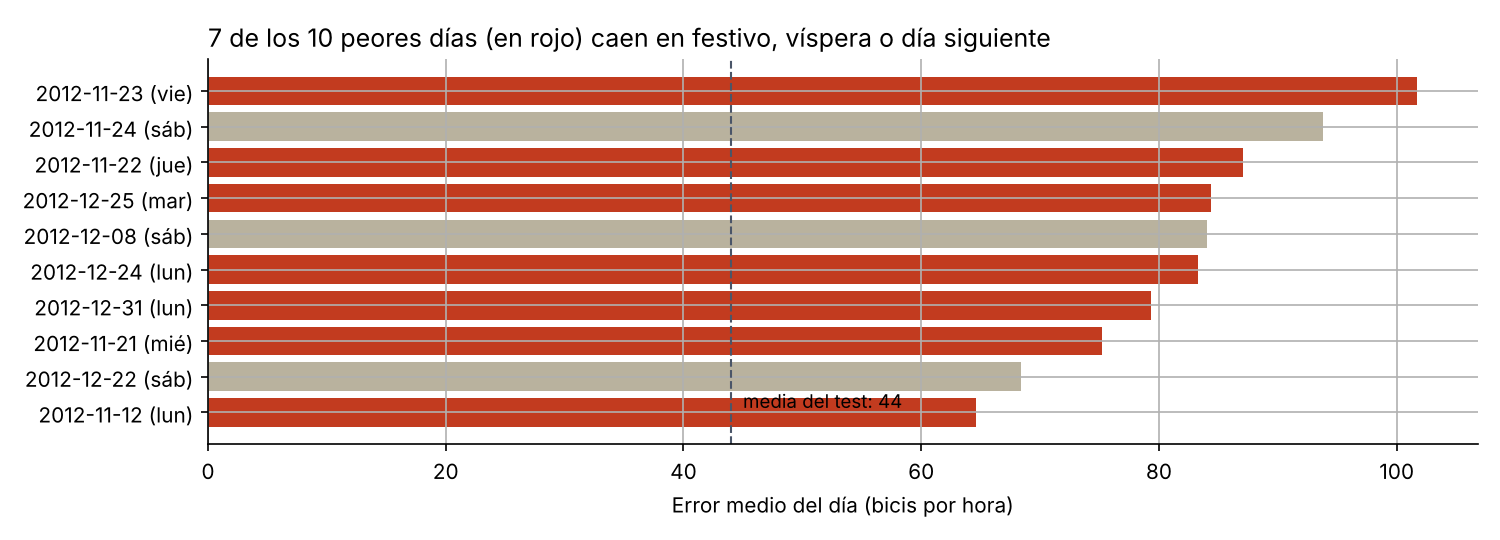 7 de los 10 peores días (en rojo) caen en festivo, víspera o día siguiente
2012-11-23 (vie)
2012-11-24 (sáb)
2012-11-22 (jue)
2012-12-25 (mar)
2012-12-08 (sáb)
2012-12-24 (lun)
2012-12-31 (lun)
2012-11-21 (mié)
2012-12-22 (sáb)
media del test: 44
2012-11-12 (lun)
0 20 40 60 80 100
Error medio del día (bicis por hora)